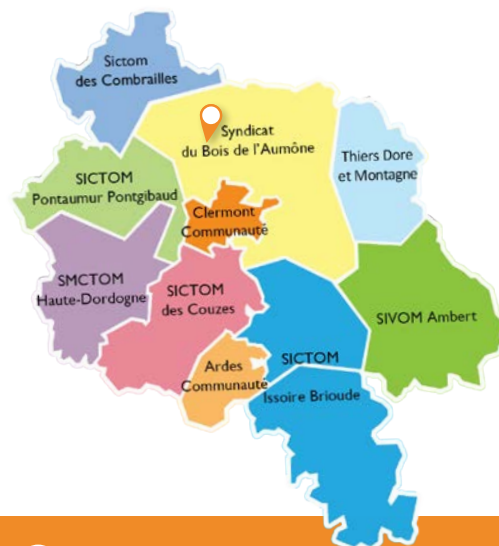 Sictom
des Combrailles
Syndicat
du Bois de l'Aumône
Thiers Dore
et Montagne
SICTOM
Pontaumur Pontgibaud
Clermont
Communauté
SMCTOM
Haute-Dordogne
SICTOM
des Couzes
SIVOM Ambert
Ardes
Communauté
SICTOM
Issoire Brioude